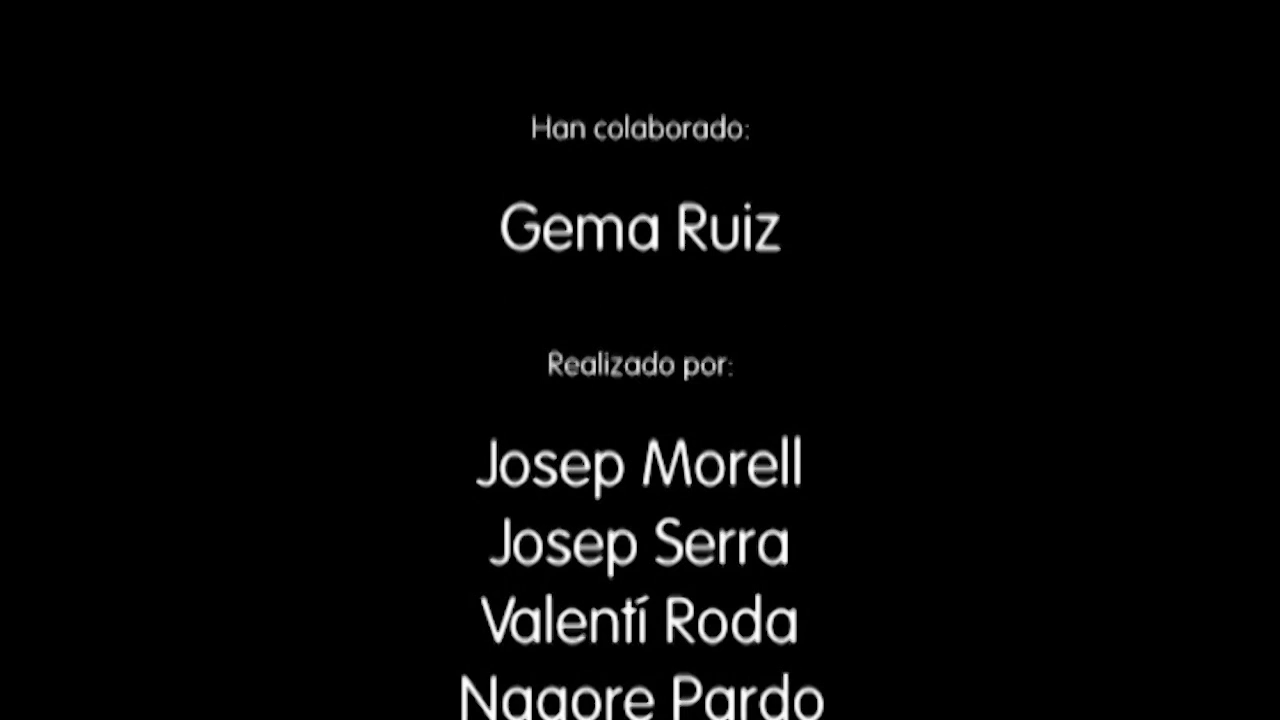 Han colaborado:
Gema Ruiz
Realizado por:
Josep Morell
Josep Serra
Valentí Roda
Nagore Pardo